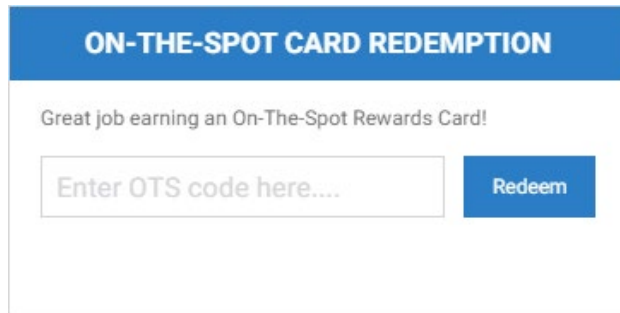 ON-THE-SPOT CARD REDEMPTION
Great job earning an On-The-Spot Rewards Card!
Enter OTS code here....
Redeem